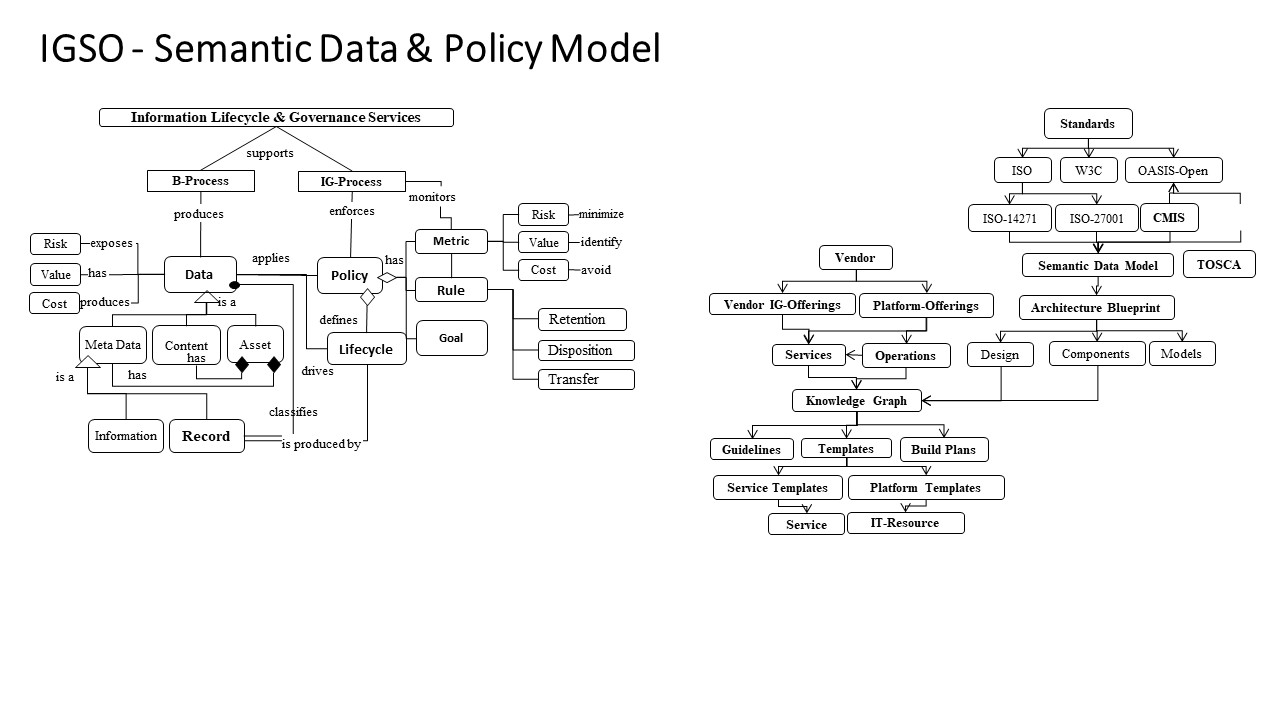 IGSO - Semantic Data & Policy Model
Information Lifecycle & Governance Services
supports
B-Process
IG-Process
monitors
produces
enforces
Risk
exposes
Value
has
Cost
produces
Data
applies
Policy
has
Metric
Rule
Goal
Risk
minimize
Value
identify
Cost
avoid
is a
defines
Lifecycle
Retention
Disposition
Transfer
Meta Data
Content
has
Asset
is a
has
drives
classifies
Information
Record
is produced by
Standards
ISO
W3C
OASIS-Open
ISO-14271
ISO-27001
CMIS
Semantic Data Model
TOSCA
Architecture Blueprint
Design
Components
Models
Vendor
Vendor IG-Offerings
Platform-Offerings
Services
Operations
Knowledge Graph
Guidelines
Templates
Build Plans
Service Templates
Platform Templates
Service
IT-Resource